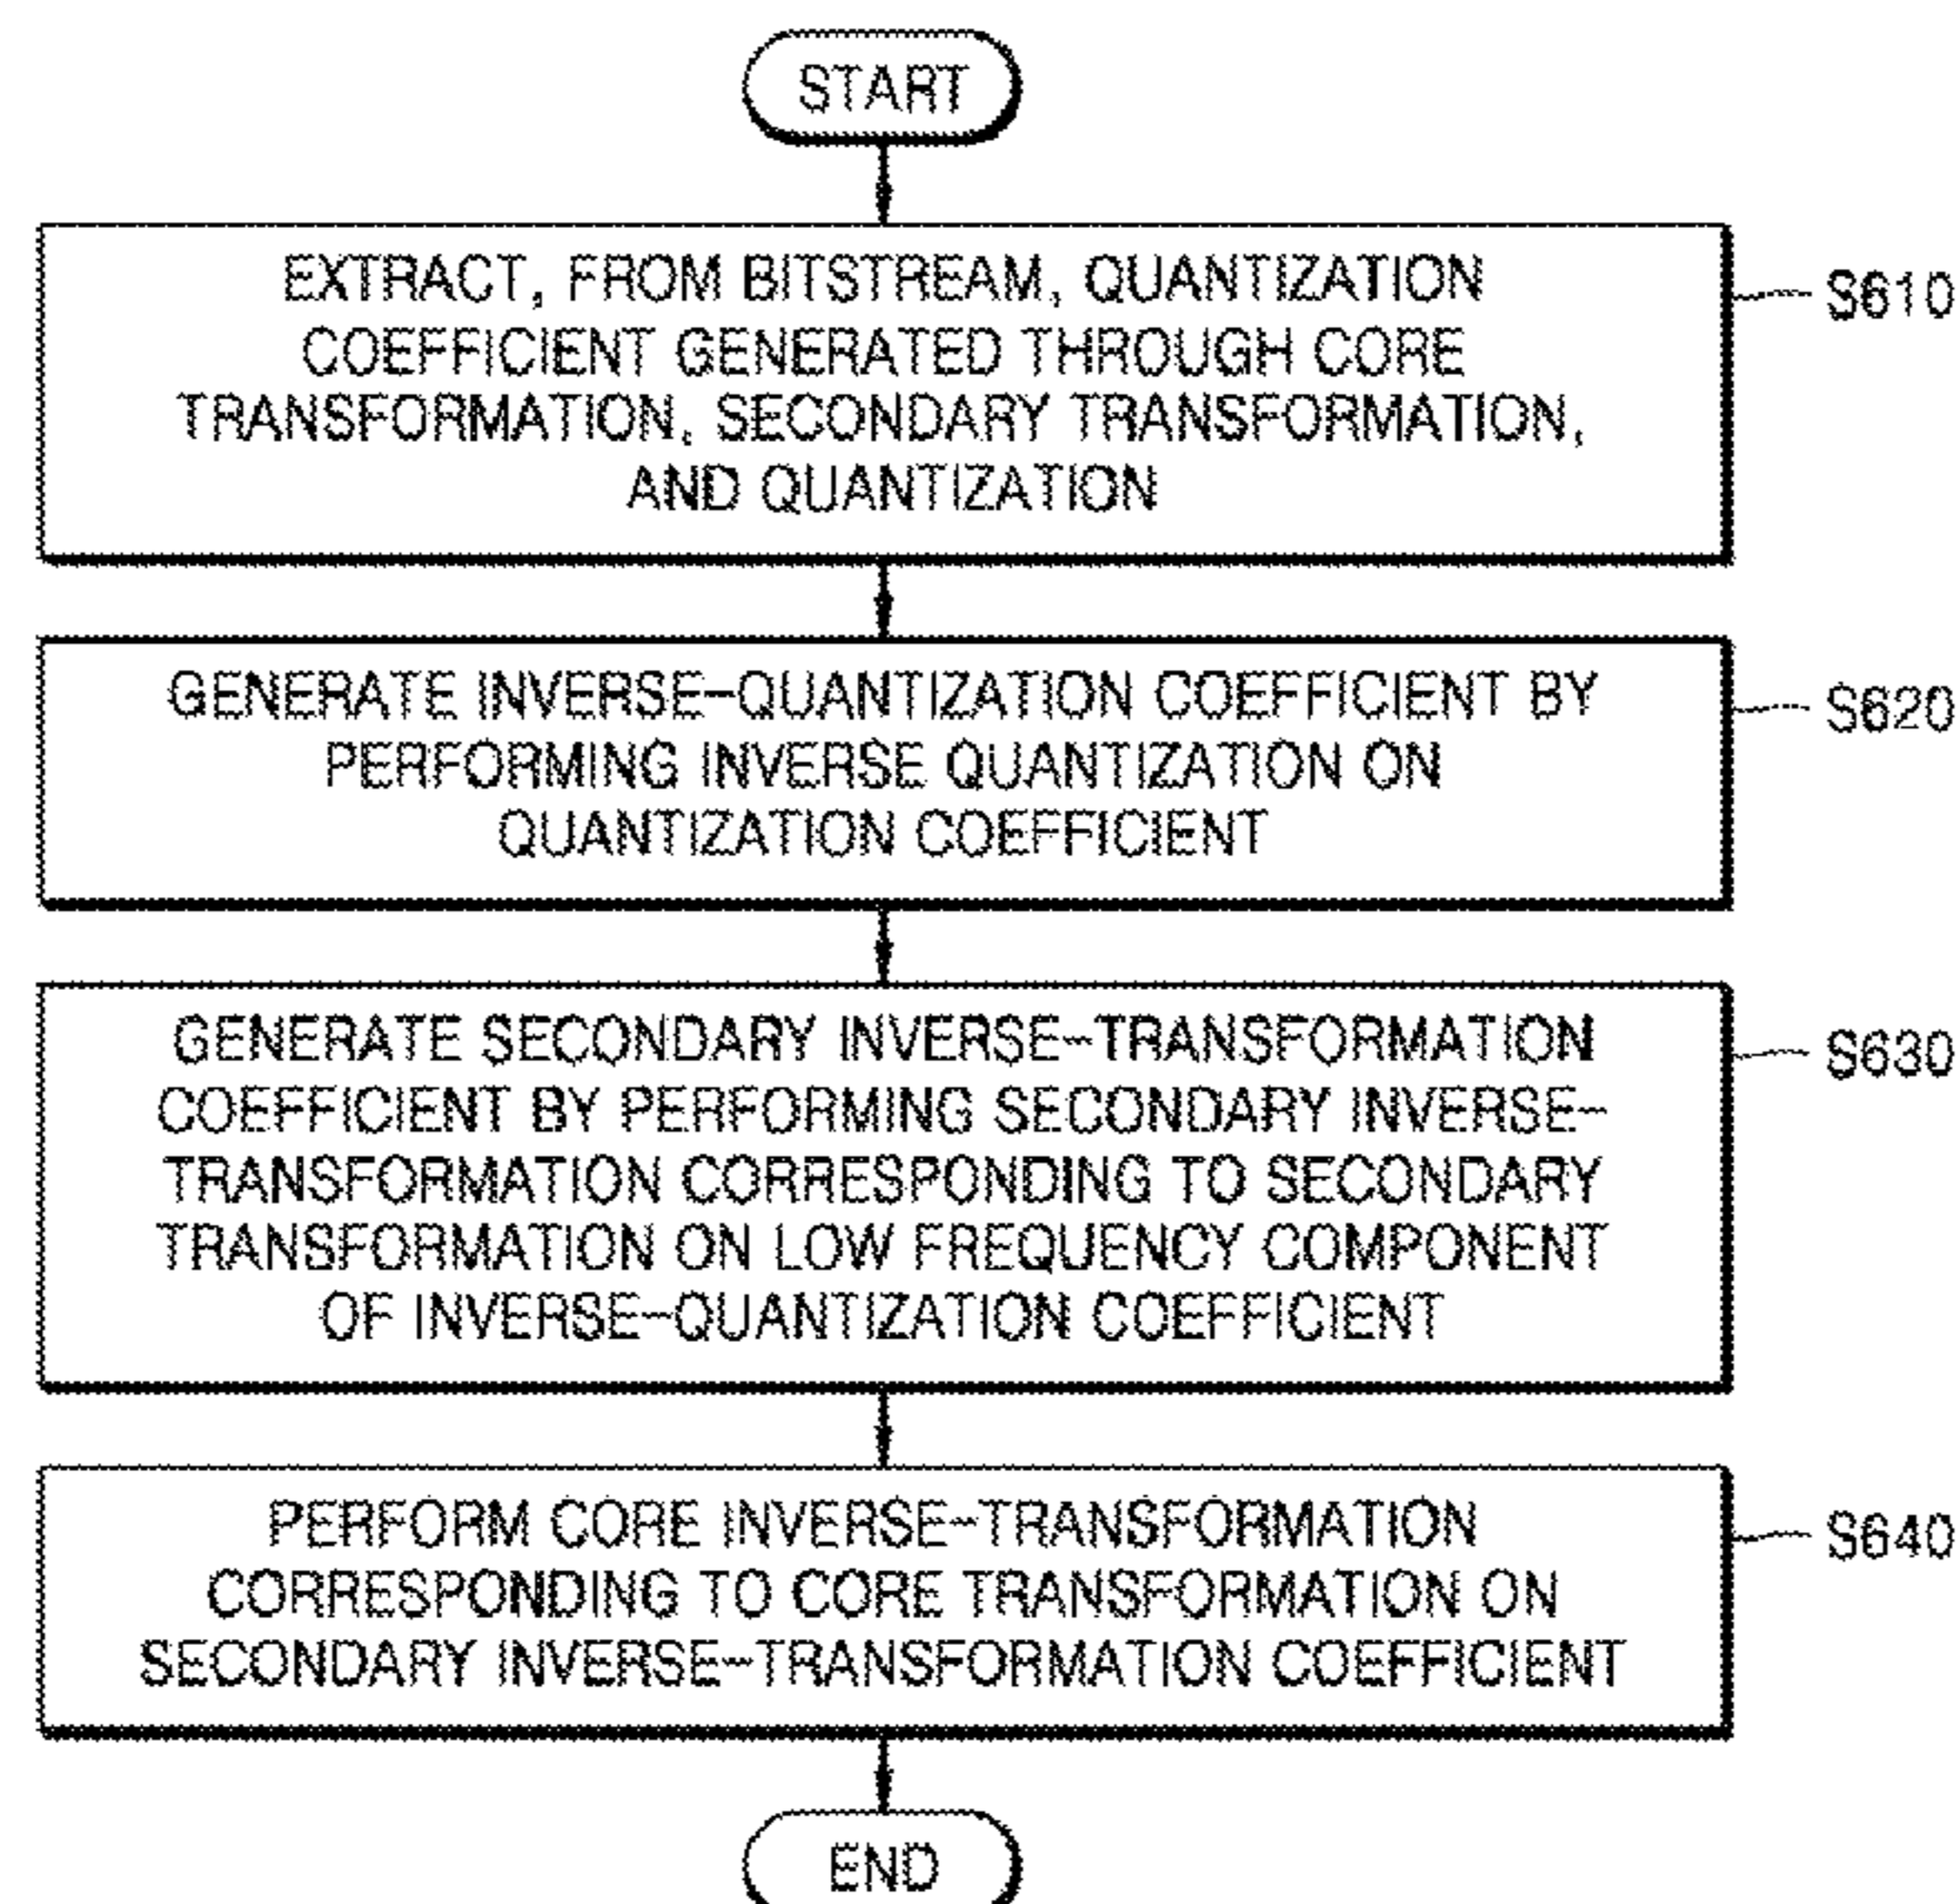 START
EXTRACT, FROM BITSTREAM, QUANTIZATION
COEFFICIENT GENERATED THROUGH CORE
TRANSFORMATION, SECONDARY TRANSFORMATION,
AND QUANTIZATION
S610
GENERATE INVERSE-QUANTIZATION COEFFICIENT BY
PERFORMING INVERSE QUANTIZATION ON
QUANTIZATION COEFFICIENT
S620
GENERATE SECONDARY INVERSE-TRANSFORMATION
COEFFICIENT BY PERFORMING SECONDARY INVERSE-
TRANSFORMATION CORRESPONDING TO SECONDARY
TRANSFORMATION ON LOW FREQUENCY COMPONENT
OF INVERSE-QUANTIZATION COEFFICIENT
S630
PERFORM CORE INVERSE-TRANSFORMATION
CORRESPONDING TO CORE TRANSFORMATION ON
SECONDARY INVERSE-TRANSFORMATION COEFFICIENT
S640
END